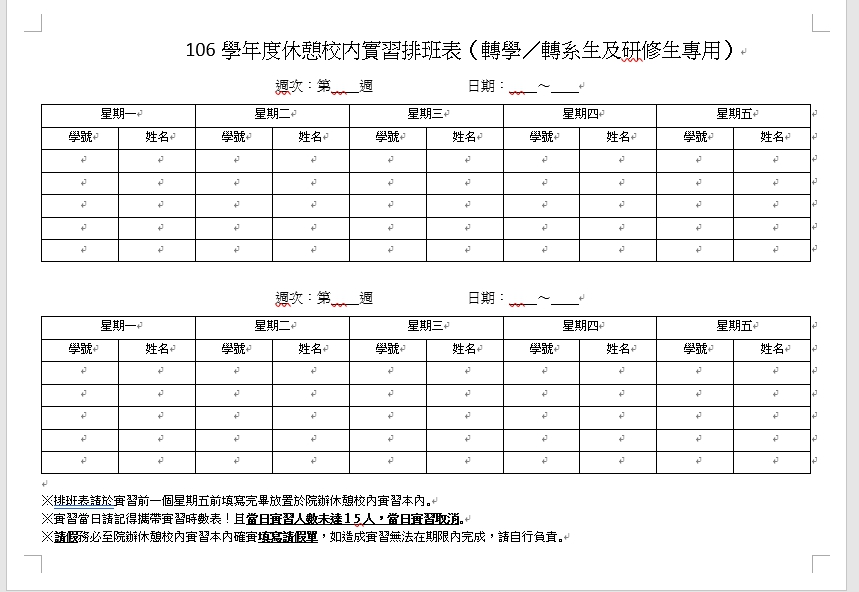 106 學年度休憩校內實習排班表（轉學／轉系生及研修生專用）
週次：第____週 日期：____～____
星期一 星期二 星期三 星期四 星期五
學號 姓名 學號 姓名 學號 姓名 學號 姓名 學號 姓名
週次：第____週 日期：____～____
星期一 星期二 星期三 星期四 星期五
學號 姓名 學號 姓名 學號 姓名 學號 姓名 學號 姓名
※排班表請於實習前一個星期五前填寫完畢放置於院辦休憩校內實習本內。
※實習當日請記得攜帶實習時數表！且當日實習人數未達１５人，當日實習取消。
※請假務必至院辦休憩校內實習本內確實填寫請假單，如造成實習無法在期限內完成，請自行負責。